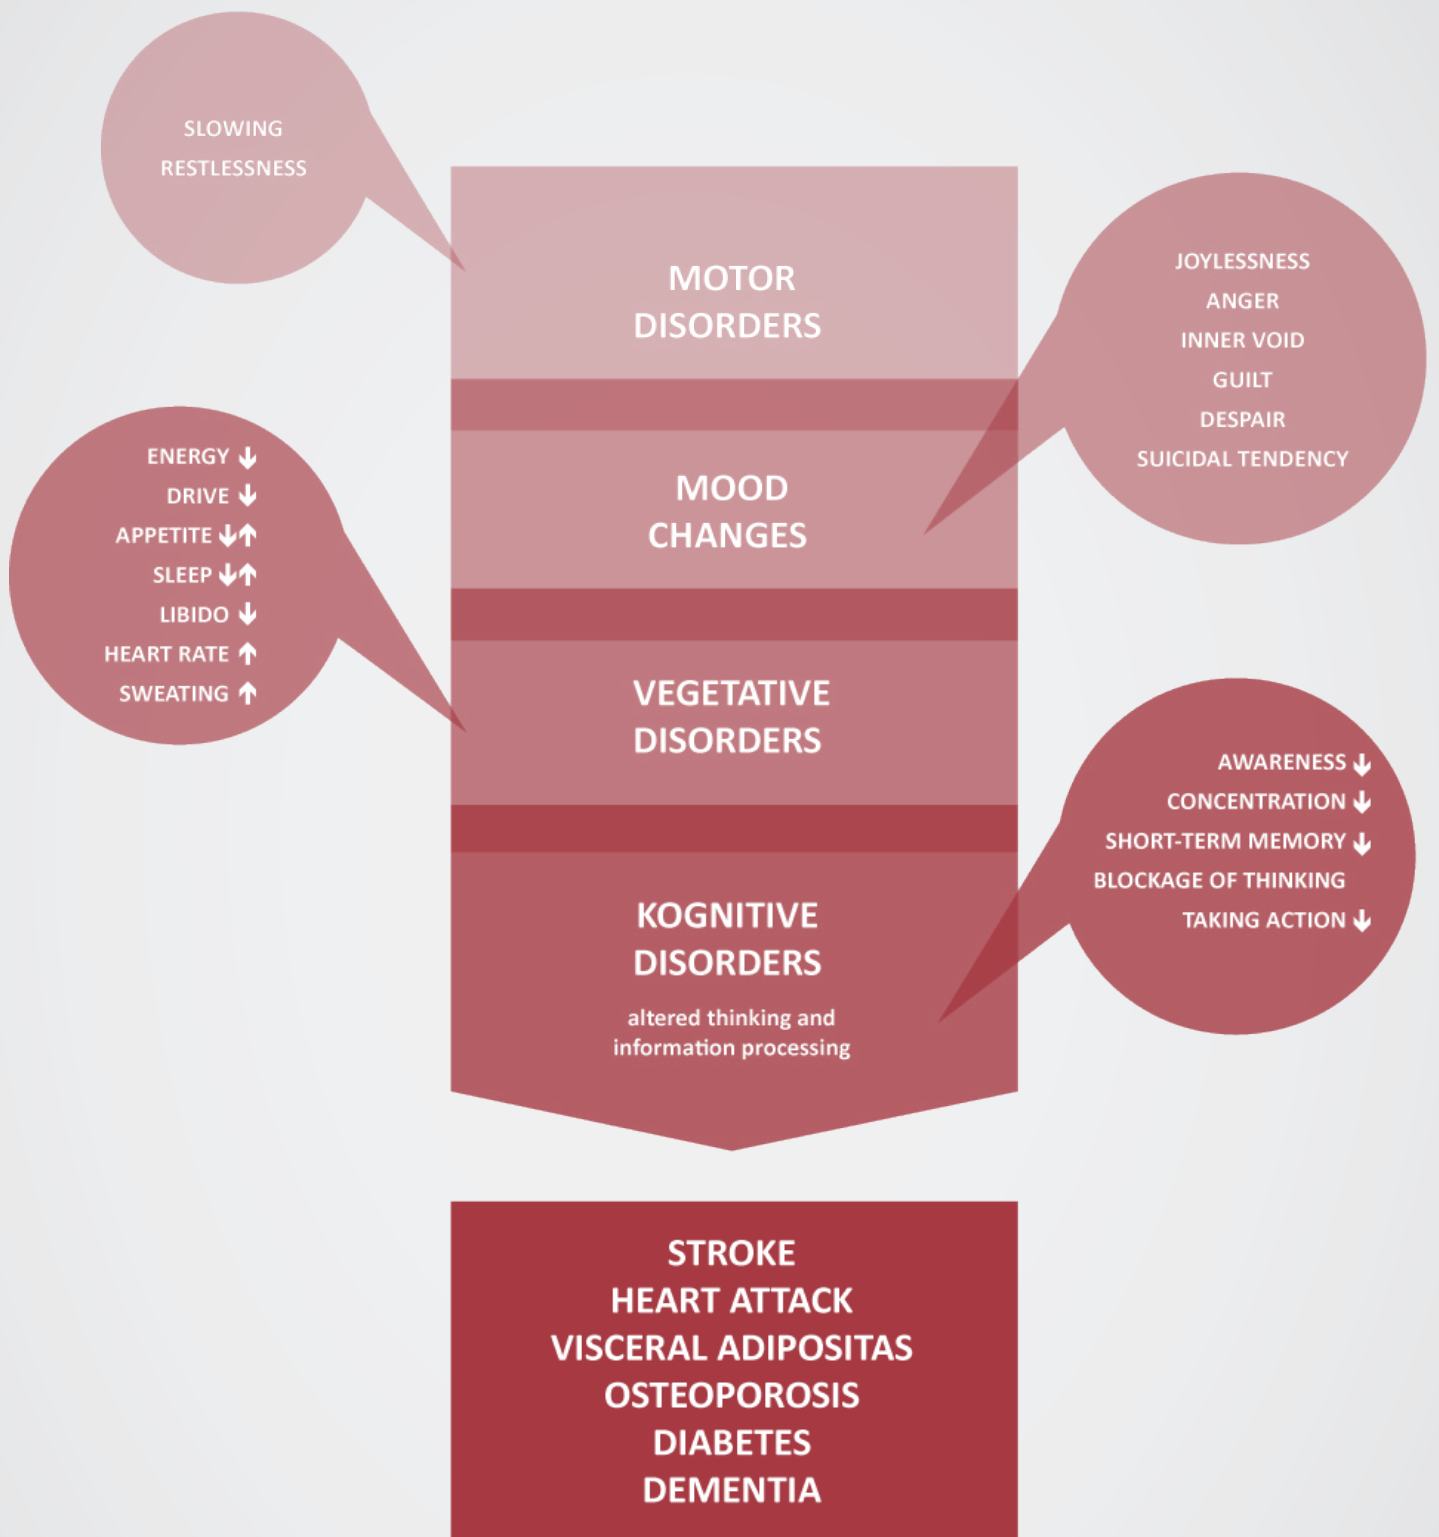 SLOWING
RESTLESSNESS
MOTOR
DISORDERS
JOYLESSNESS
ANGER
INNER VOID
GUILT
DESPAIR
SUICIDAL TENDENCY
MOOD
CHANGES
ENERGY ↓
DRIVE ↓
APPETITE ↓↑
SLEEP ↓↑
LIBIDO ↓
HEART RATE ↑
SWEATING ↑
VEGETATIVE
DISORDERS
AWARENESS ↓
CONCENTRATION ↓
SHORT-TERM MEMORY ↓
BLOCKAGE OF THINKING
TAKING ACTION ↓
KOGNITIVE
DISORDERS
altered thinking and
information processing
STROKE
HEART ATTACK
VISCERAL ADIPOSITAS
OSTEOPOROSIS
DIABETES
DEMENTIA